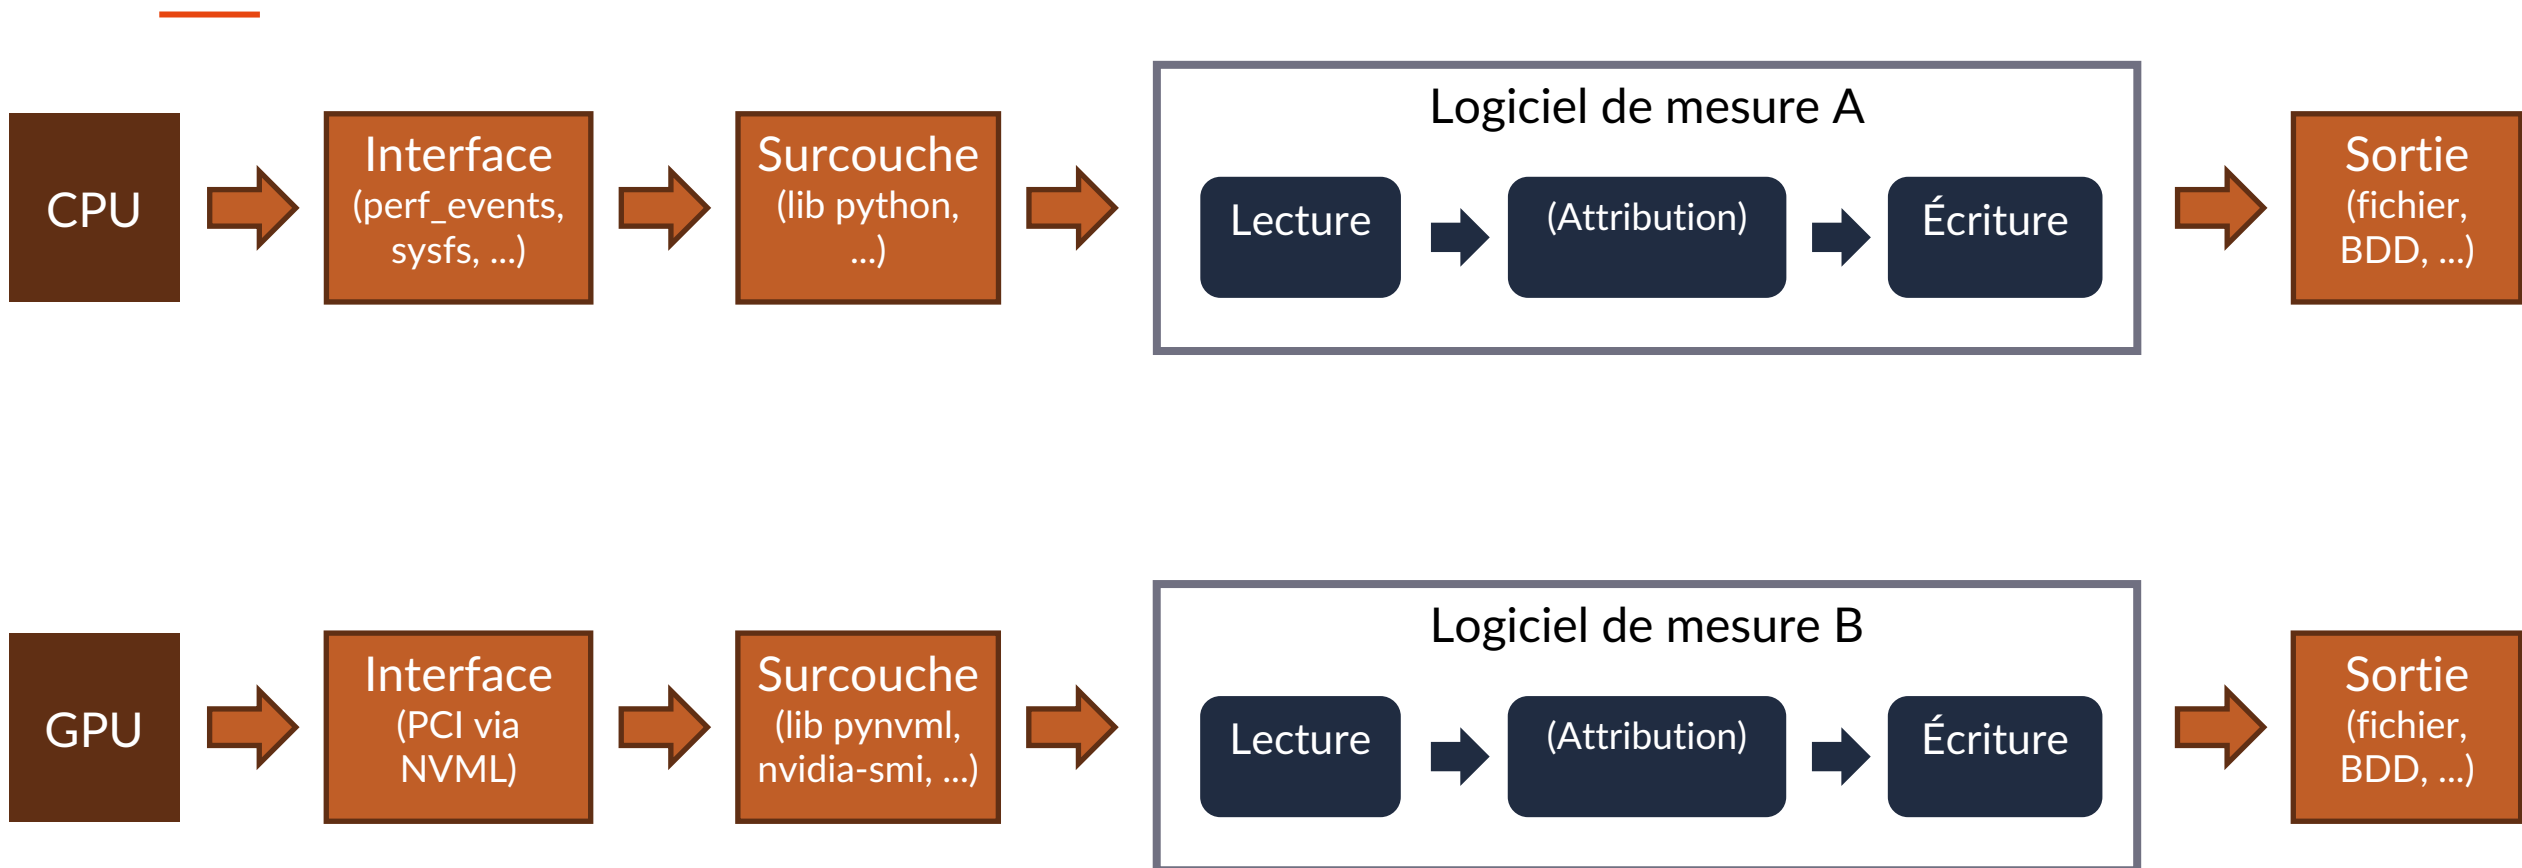 Logiciel de mesure A
CPU
Interface
(perf_events,
sysfs, ...)
Surcouche
(lib python,
...)
Lecture
(Attribution)
Écriture
Sortie
(fichier,
BDD, ...)
Logiciel de mesure B
GPU
Interface
(PCI via
NVML)
Surcouche
(lib pynvml,
nvidia-smi, ...)
Lecture
(Attribution)
Écriture
Sortie
(fichier,
BDD, ...)